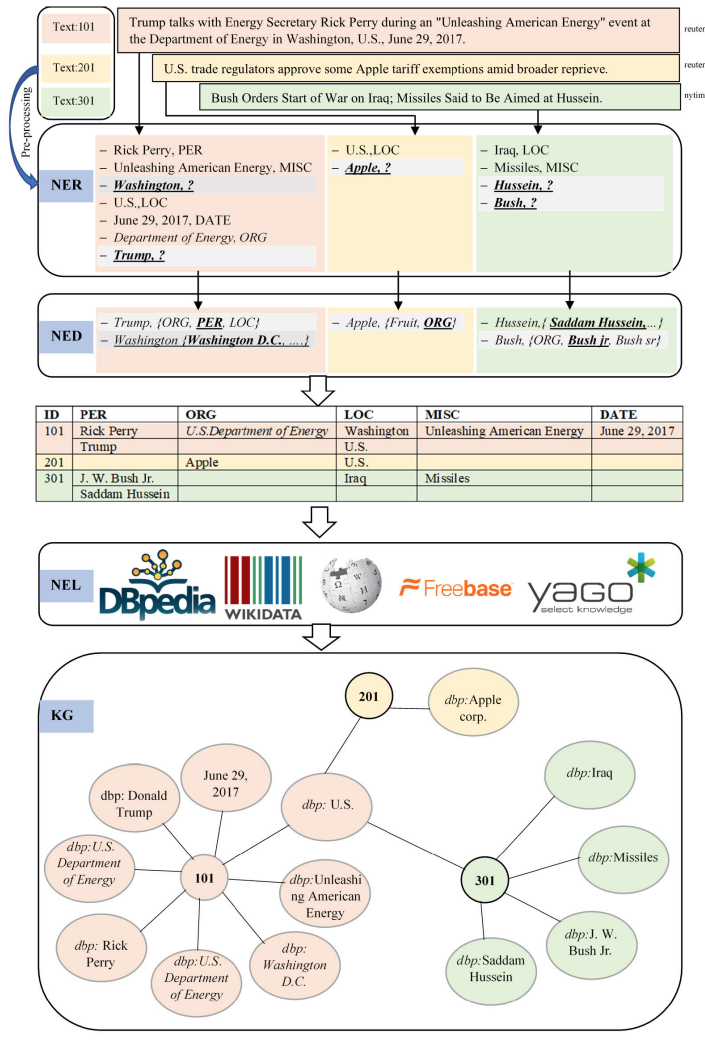 Text:101
Trump talks with Energy Secretary Rick Perry during an "Unleashing American Energy" event at
the Department of Energy in Washington, U.S., June 29, 2017.
reuter
Text:201
U.S. trade regulators approve some Apple tariff exemptions amid broader reprieve.
reuter
Text:301
Bush Orders Start of War on Iraq; Missiles Said to Be Aimed at Hussein.
nytim
Pre-processing
NER
– Rick Perry, PER
– Unleashing American Energy, MISC
– Washington, ?
– U.S.,LOC
– June 29, 2017, DATE
– Department of Energy, ORG
– Trump, ?
– U.S.,LOC
– Apple, ?
– Iraq, LOC
– Missiles, MISC
– Hussein, ?
– Bush, ?
NED
– Trump, {ORG, PER, LOC}
– Washington {Washington D.C., ....}
– Apple, {Fruit, ORG}
– Hussein,{ Saddam Hussein,...}
– Bush, {ORG, Bush jr, Bush sr}
ID PER ORG LOC MISC DATE
101 Rick Perry U.S.Department of Energy Washington Unleashing American Energy June 29, 2017
Trump U.S.
201 Apple U.S.
301 J. W. Bush Jr. Iraq Missiles
Saddam Hussein
NEL
DBpedia
WIKIDATA
Freebase
yago
select knowledge
KG
201
dbp:Apple
corp.
June 29,
2017
dbp: Donald
Trump
dbp: U.S.
dbp:Iraq
dbp:U.S.
Department
of Energy
101
dbp:Unleashi
ng American
Energy
301
dbp:Missiles
dbp: Rick
Perry
dbp:U.S.
Department
of Energy
dbp:
Washington
D.C.
dbp:Saddam
Hussein
dbp:J. W.
Bush Jr.